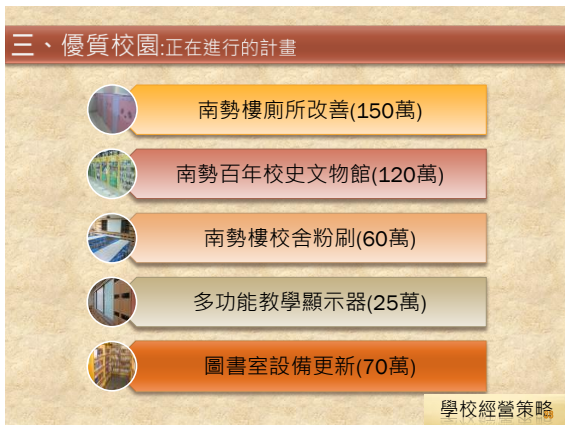 三、優質校園:正在進行的計畫
南勢樓廁所改善(150萬)
南勢百年校史文物館(120萬)
南勢樓校舍粉刷(60萬)
多功能教學顯示器(25萬)
圖書室設備更新(70萬)
學校經營策略